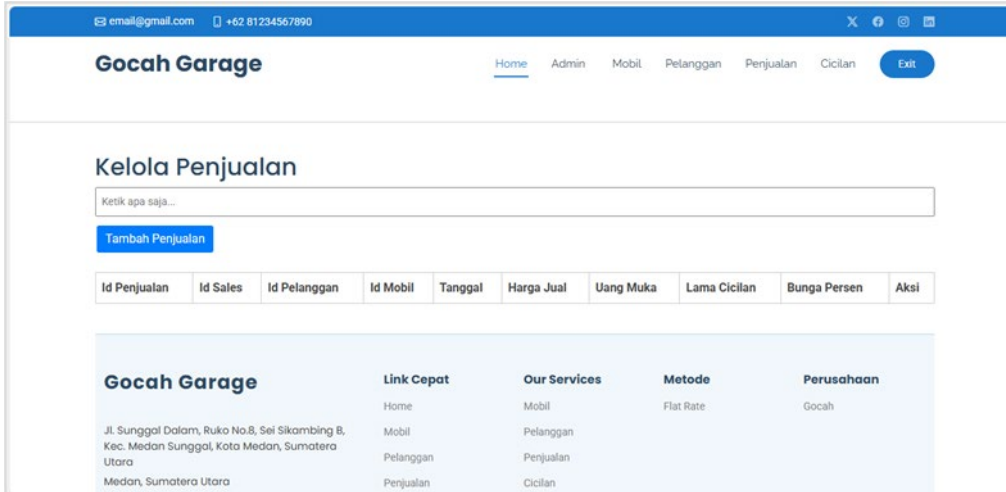 email@gmail.com +62 81234567890
Gocah Garage
Home Admin Mobil Pelanggan Penjualan Cicilan Exit
Kelola Penjualan
Ketik apa saja...
Tambah Penjualan
Id Penjualan Id Sales Id Pelanggan Id Mobil Tanggal Harga Jual Uang Muka Lama Cicilan Bunga Persen Aksi
Gocah Garage Link Cepat Our Services Metode Perusahaan
Home Mobil Flat Rate Gocah
Jl. Sunggal Dalam, Ruko No.8, Sei Sikambing B, Mobil Pelanggan
Kec. Medan Sunggal, Kota Medan, Sumatera
Utara Pelanggan Penjualan
Medan, Sumatera Utara Penjualan Cicilan